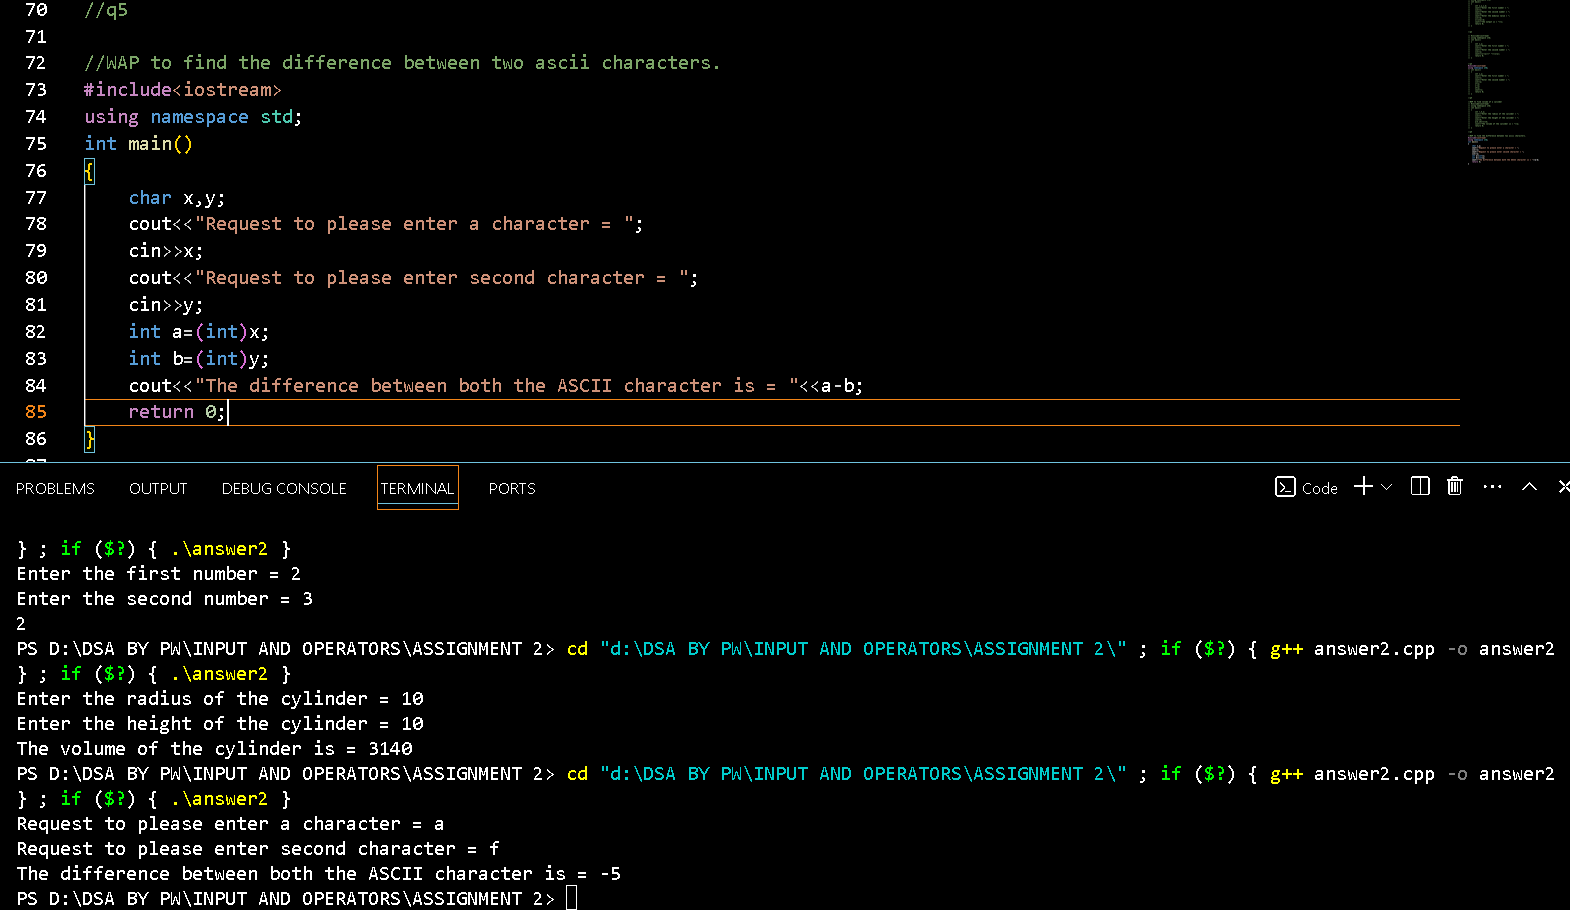 70 //q5
71
72 //WAP to find the difference between two ascii characters.
73 #include<iostream>
74 using namespace std;
75 int main()
76 {
77 char x,y;
78 cout<<"Request to please enter a character = ";
79 cin>>x;
80 cout<<"Request to please enter second character = ";
81 cin>>y;
82 int a=(int)x;
83 int b=(int)y;
84 cout<<"The difference between both the ASCII character is = "<<a-b;
85 return 0;
86 }
PROBLEMS OUTPUT DEBUG CONSOLE TERMINAL PORTS Code
} ; if ($?) { .\answer2 }
Enter the first number = 2
Enter the second number = 3
2
PS D:\DSA BY PW\INPUT AND OPERATORS\ASSIGNMENT 2> cd "d:\DSA BY PW\INPUT AND OPERATORS\ASSIGNMENT 2\" ; if ($?) { g++ answer2.cpp -o answer2
} ; if ($?) { .\answer2 }
Enter the radius of the cylinder = 10
Enter the height of the cylinder = 10
The volume of the cylinder is = 3140
PS D:\DSA BY PW\INPUT AND OPERATORS\ASSIGNMENT 2> cd "d:\DSA BY PW\INPUT AND OPERATORS\ASSIGNMENT 2\" ; if ($?) { g++ answer2.cpp -o answer2
} ; if ($?) { .\answer2 }
Request to please enter a character = a
Request to please enter second character = f
The difference between both the ASCII character is = -5
PS D:\DSA BY PW\INPUT AND OPERATORS\ASSIGNMENT 2>